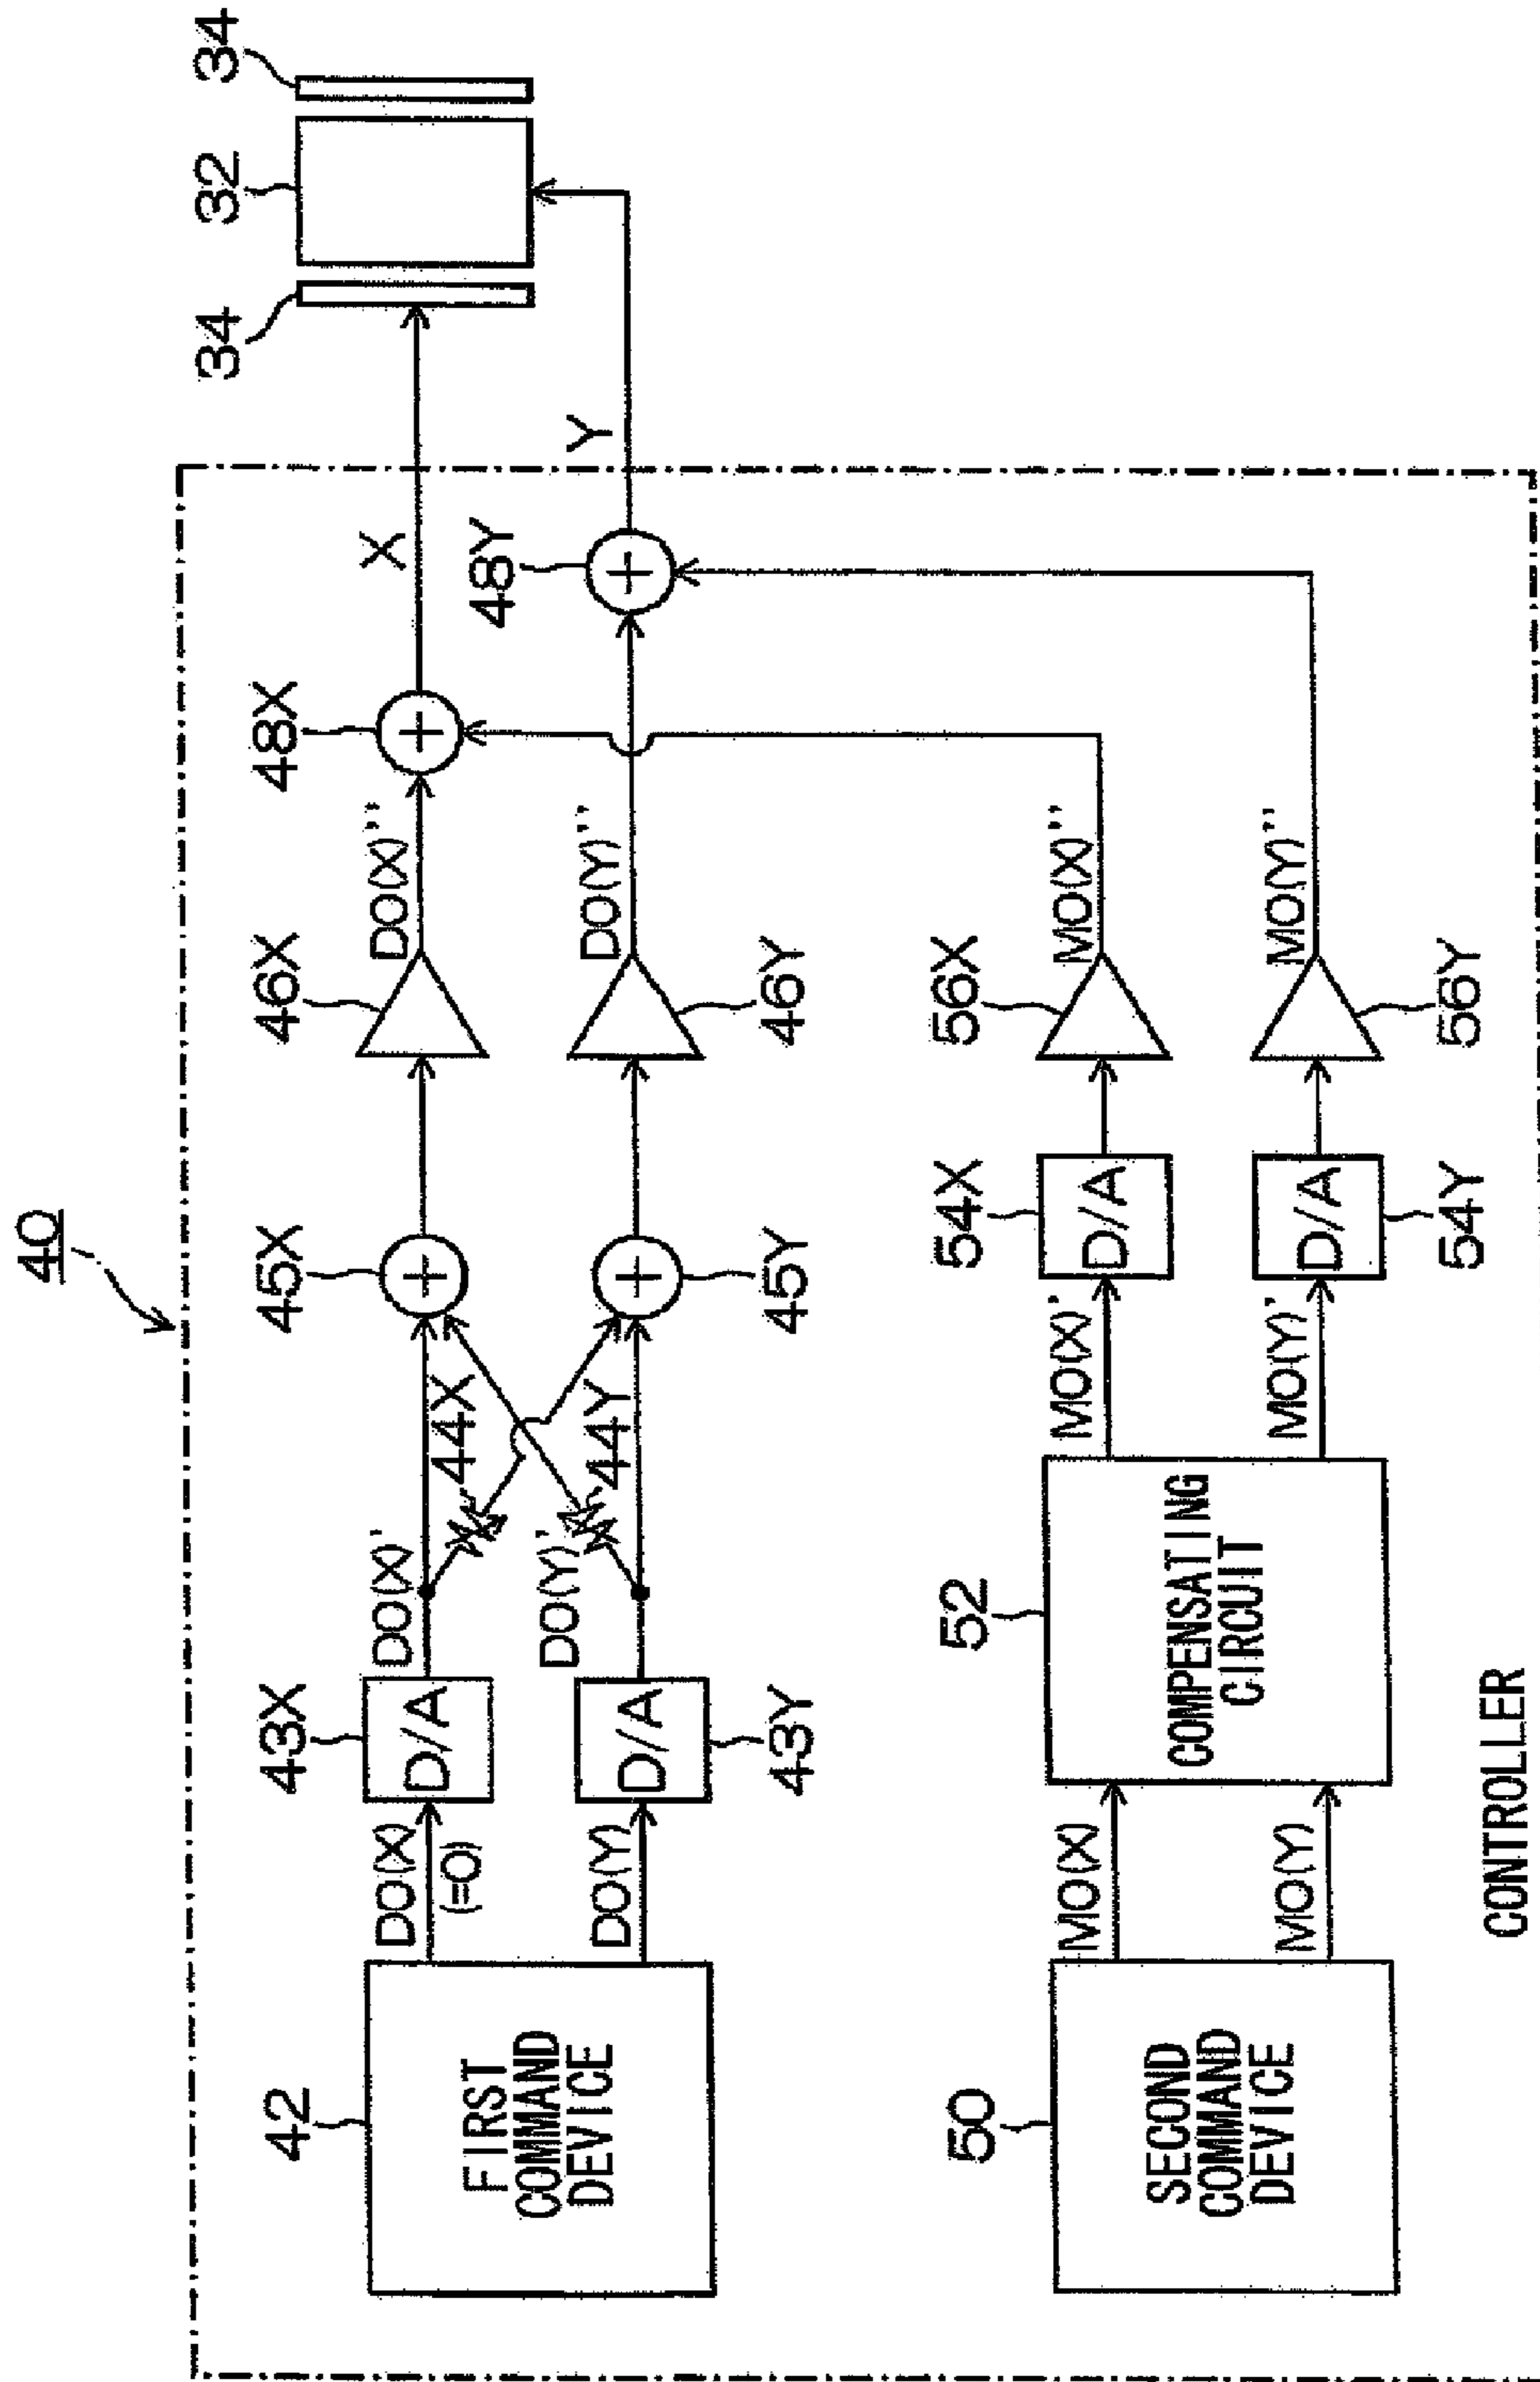 40
42
FIRST
COMMAND
DEVICE
DO(X)
(=0)
DO(Y)
43X
D/A
43Y
D/A
DO(X)'
DO(Y)'
44X
44Y
45X
+
45Y
+
46X
46Y
DO(X)''
DO(Y)''
48X
+
48Y
+
X
Y
34
32
34
50
SECOND
COMMAND
DEVICE
MO(X)
MO(Y)
52
COMPENSATING
CIRCUIT
MO(X)'
MO(Y)'
54X
D/A
54Y
D/A
56X
56Y
MO(X)''
MO(Y)''
CONTROLLER